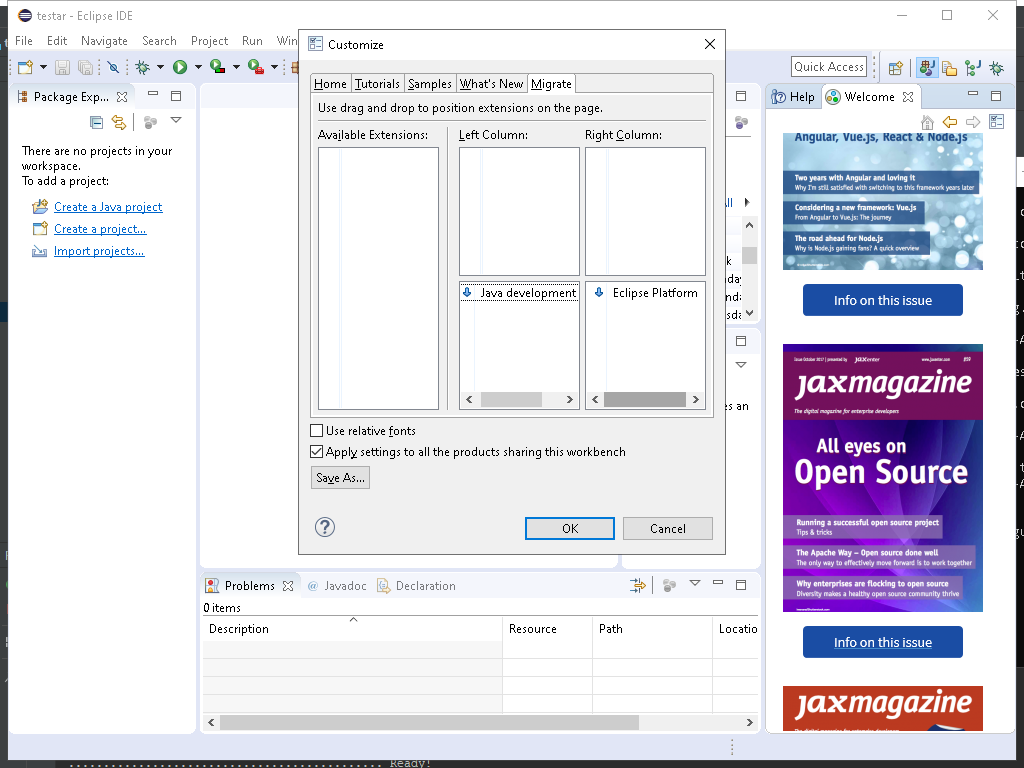 testar - Eclipse IDE
File Edit Navigate Search Project Run Win
Quick Access
Package Exp...
There are no projects in your
workspace.
To add a project:
Create a Java project
Create a project...
Import projects...
Customize
Home Tutorials Samples What's New Migrate
Use drag and drop to position extensions on the page.
Available Extensions: Left Column: Right Column:
Java development Eclipse Platform
Use relative fonts
Apply settings to all the products sharing this workbench
Save As...
OK Cancel
Problems Javadoc Declaration
0 items
Description Resource Path Locatio
Help Welcome
Angular, Vue.js, React & Node.js
Two years with Angular and loving it
Why I'm still satisfied with switching to this framework years later
Considering a new framework: Vue.js
From Angular to Vue.js: The journey
The road ahead for Node.js
Why is Node.js gaining fans? A quick overview
Info on this issue
Issue October 2017 | presented by JAXenter www.jaxenter.com #59
jaxmagazine
The digital magazine for enterprise developers
All eyes on
Open Source
Running a successful open source project
Tips & tricks
The Apache Way – Open source done well
The only way to effectively move forward is to work together
Why enterprises are flocking to open source
Diversity makes a healthy open source community thrive
Info on this issue
jaxmagazine
Ready!